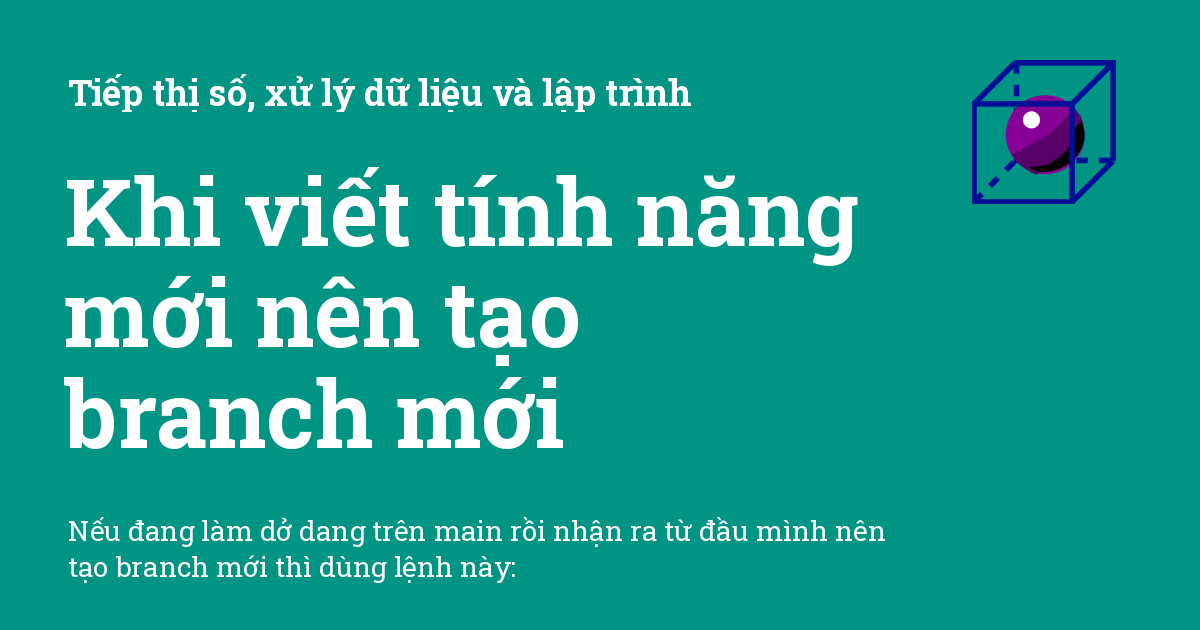 Tiếp thị số, xử lý dữ liệu và lập trình
Khi viết tính năng
mới nên tạo
branch mới
Nếu đang làm dở dang trên main rồi nhận ra từ đầu mình nên
tạo branch mới thì dùng lệnh này: